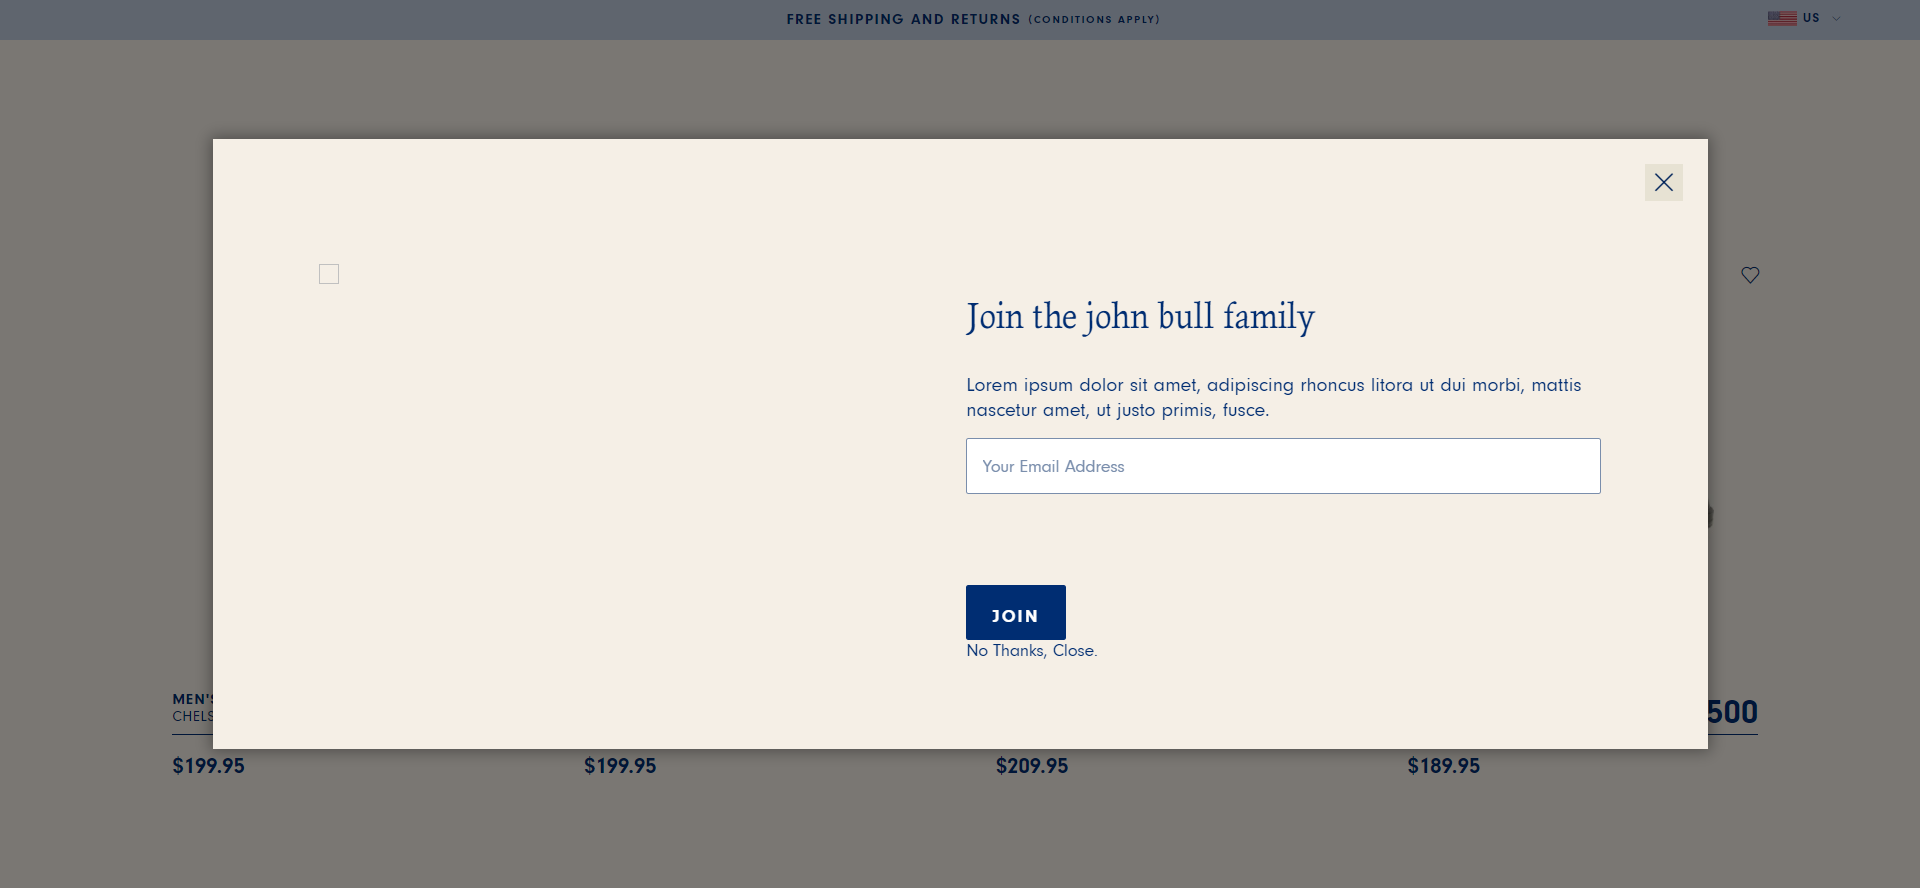 FREE SHIPPING AND RETURNS (CONDITIONS APPLY)
US
Join the john bull family
Lorem ipsum dolor sit amet, adipiscing rhoncus litora ut dui morbi, mattis
nascetur amet, ut justo primis, fusce.
Your Email Address
JOIN
No Thanks, Close.
MEN'S
CHELS
500
$199.95
$199.95
$209.95
$189.95